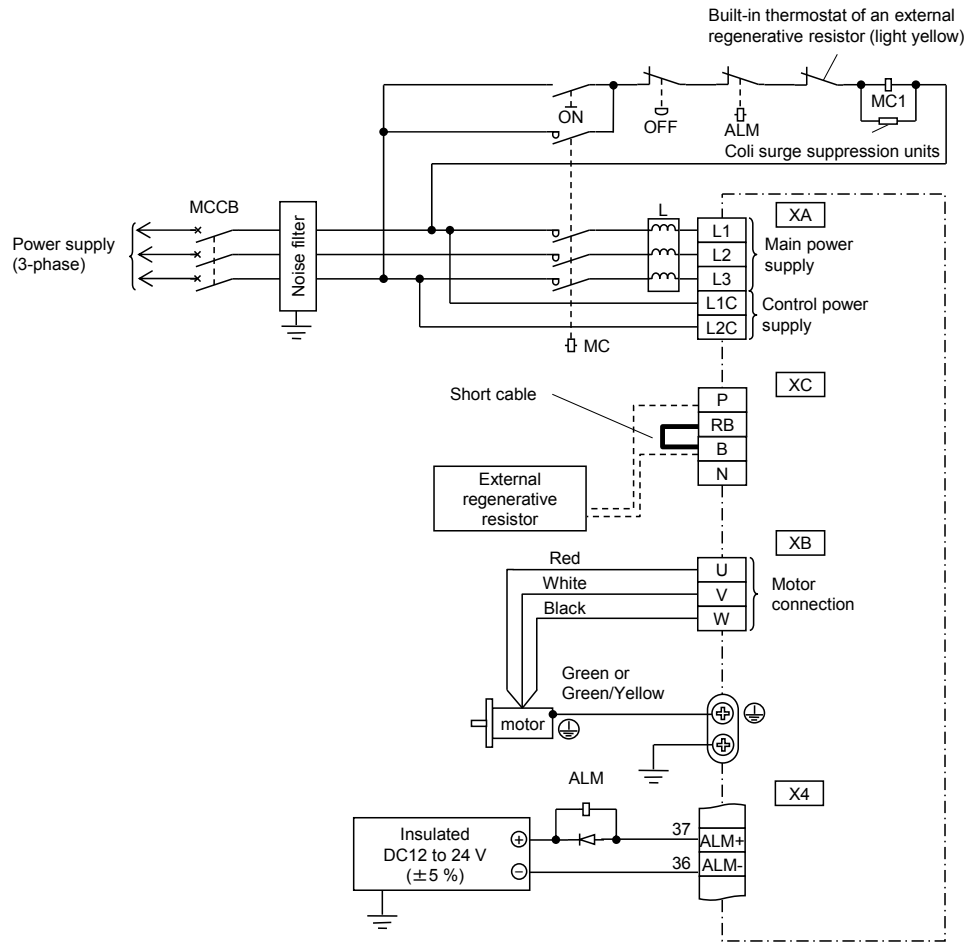 Built-in thermostat of an external
regenerative resistor (light yellow)
ON
OFF
ALM
MC1
Coli surge suppression units
MCCB
Noise filter
L
Power supply
(3-phase)
XA
L1
L2
L3
L1C
L2C
Main power
supply
Control power
supply
MC
XC
Short cable
P
RB
B
N
External
regenerative
resistor
XB
Red
White
Black
U
V
W
Motor
connection
Green or
Green/Yellow
motor
ALM
X4
Insulated
DC12 to 24 V
(±5 %)
+
−
37
ALM+
36
ALM-